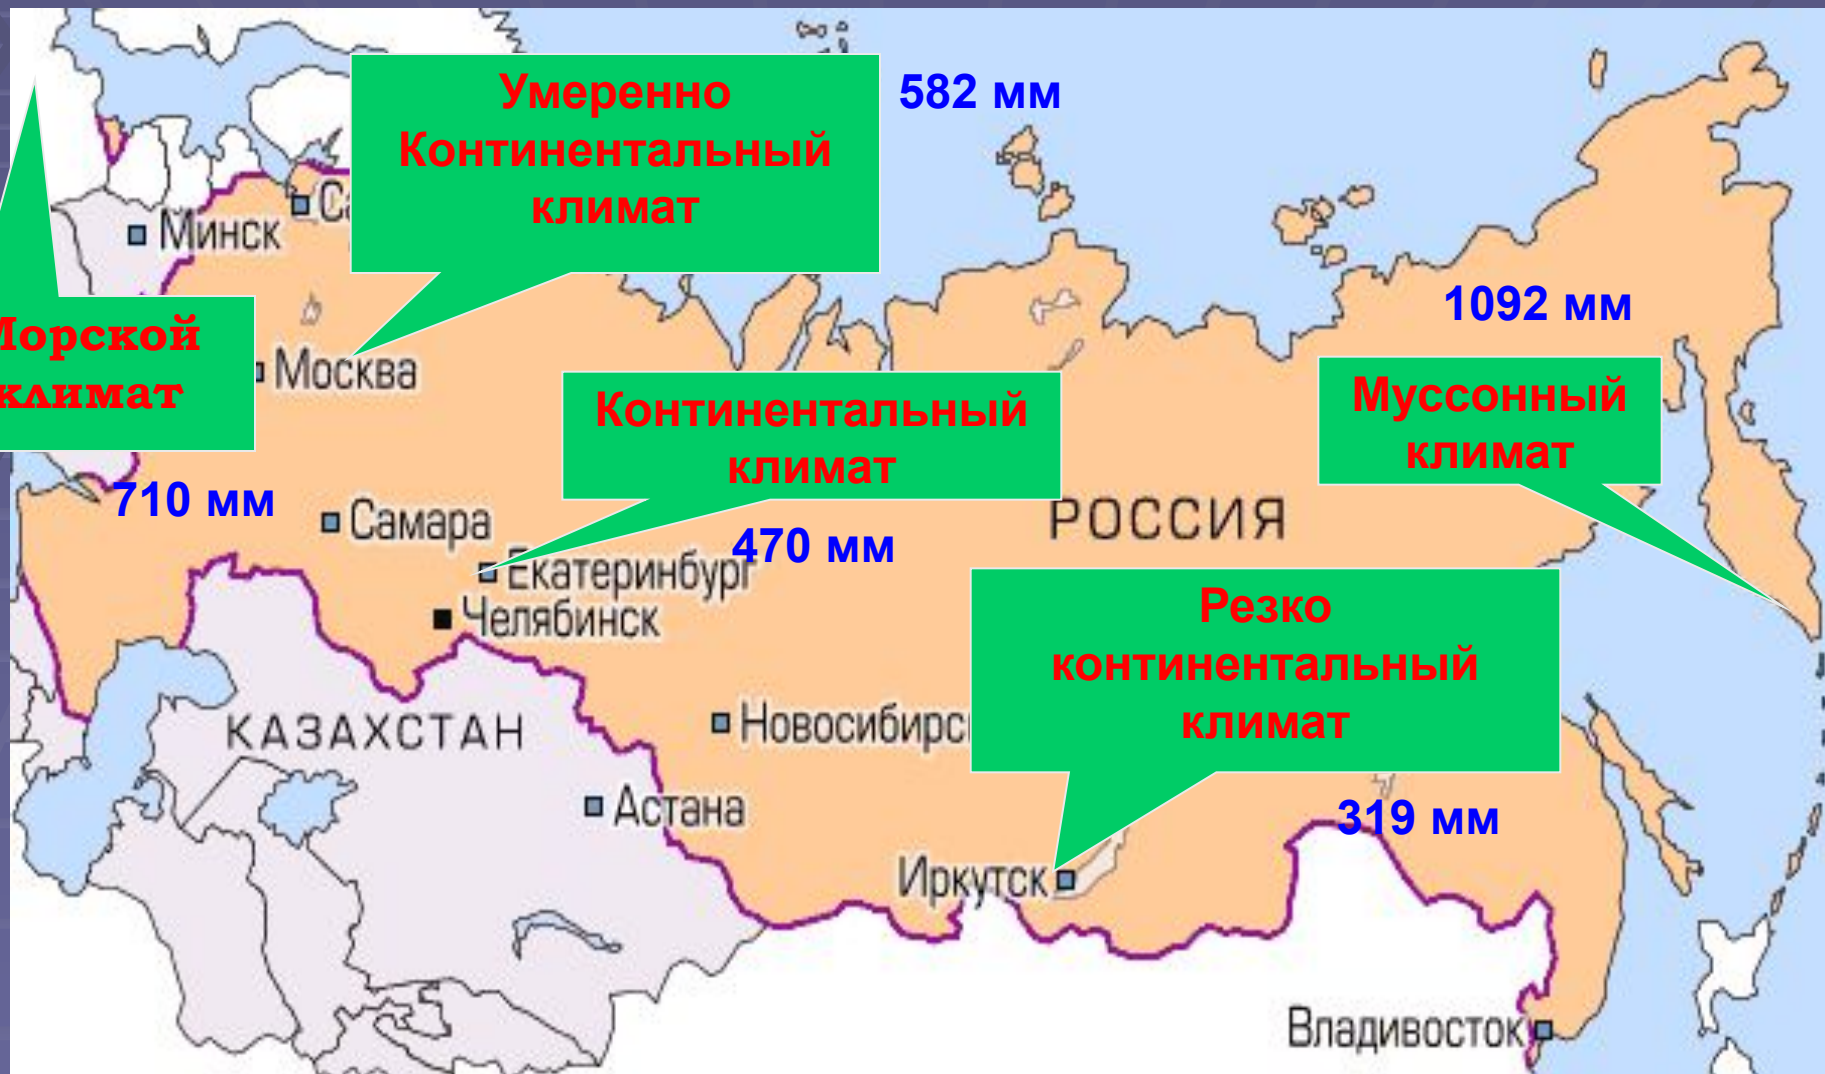 Умеренно
Континентальный
климат
582 мм
Минск
1092 мм
климат
Москва
Континентальный
климат
Муссонный
климат
710 мм
Самара
РОССИЯ
470 мм
Екатеринбург
Челябинск
Резко
континентальный
климат
КАЗАХСТАН
Астана
319 мм
Иркутск
Владивосток